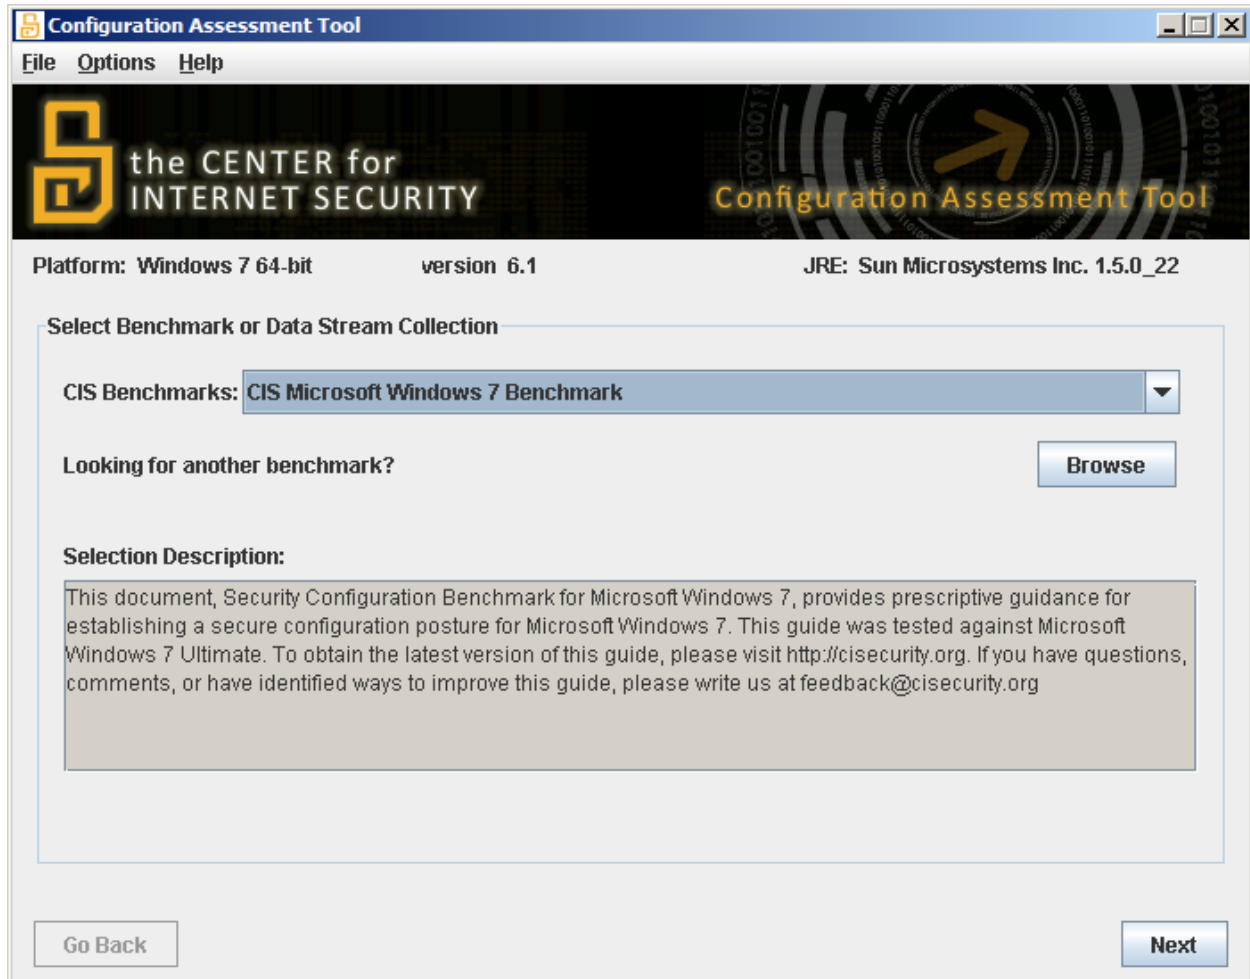 Configuration Assessment Tool
File Options Help
the CENTER for
INTERNET SECURITY
Configuration Assessment Tool
Platform: Windows 7 64-bit version 6.1 JRE: Sun Microsystems Inc. 1.5.0_22
Select Benchmark or Data Stream Collection
CIS Benchmarks: CIS Microsoft Windows 7 Benchmark
Looking for another benchmark? Browse
Selection Description:
This document, Security Configuration Benchmark for Microsoft Windows 7, provides prescriptive guidance for
establishing a secure configuration posture for Microsoft Windows 7. This guide was tested against Microsoft
Windows 7 Ultimate. To obtain the latest version of this guide, please visit http://cisecurity.org. If you have questions,
comments, or have identified ways to improve this guide, please write us at feedback@cisecurity.org
Go Back Next